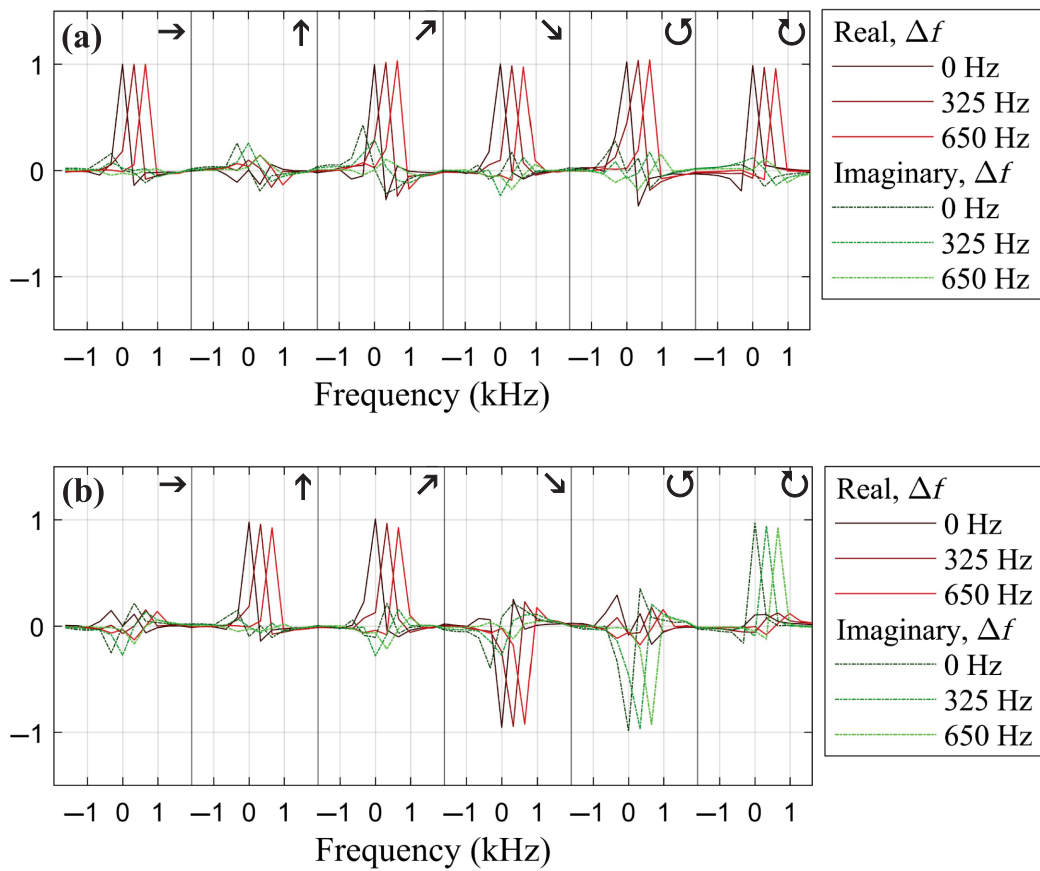 (a) → ↑ ↗ ↘ ↺ ↻
1
0
−1
−1 0 1 −1 0 1 −1 0 1 −1 0 1 −1 0 1 −1 0 1
Frequency (kHz)
Real, Δf
0 Hz
325 Hz
650 Hz
Imaginary, Δf
0 Hz
325 Hz
650 Hz
(b) → ↑ ↗ ↘ ↺ ↻
1
0
−1
−1 0 1 −1 0 1 −1 0 1 −1 0 1 −1 0 1 −1 0 1
Frequency (kHz)
Real, Δf
0 Hz
325 Hz
650 Hz
Imaginary, Δf
0 Hz
325 Hz
650 Hz